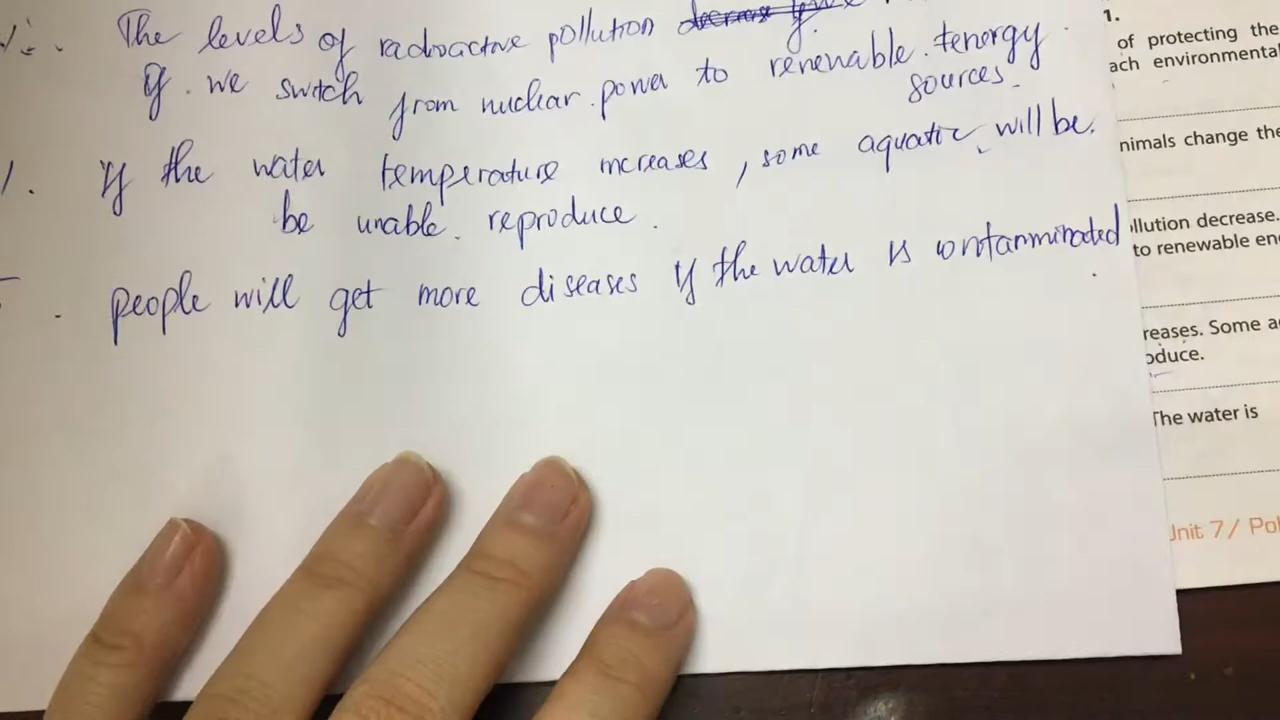 The levels of radioactive pollution
If we switch from nuclear power to renewable energy
sources.
If the water temperature increases, some aquatic will be.
be unable reproduce.
people will get more diseases if the water is contanminated
1.
of protecting the
ach environmental
nimals change the
llution decrease.
to renewable en
reases. Some a
oduce.
The water is
Unit 7 / Pol